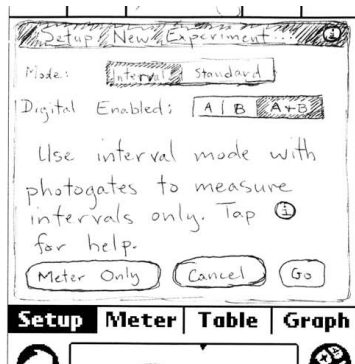 Setup New Experiment... i
Mode: Interval Standard
Digital Enabled: A | B A+B
Use interval mode with
photogates to measure
intervals only. Tap i
for help.
Meter Only Cancel Go
Setup Meter Table Graph